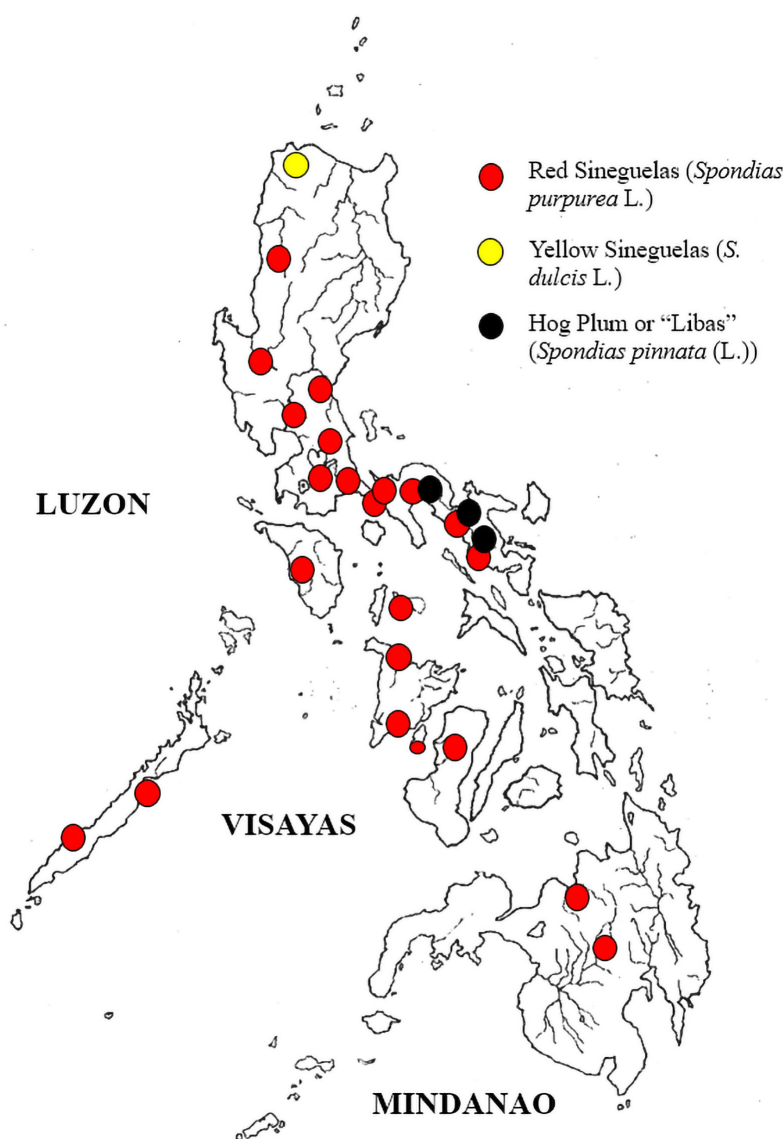 Red Sineguelas (Spondias
purpurea L.)
Yellow Sineguelas (S.
dulcis L.)
Hog Plum or “Libas”
(Spondias pinnata (L.))
LUZON
VISAYAS
MINDANAO